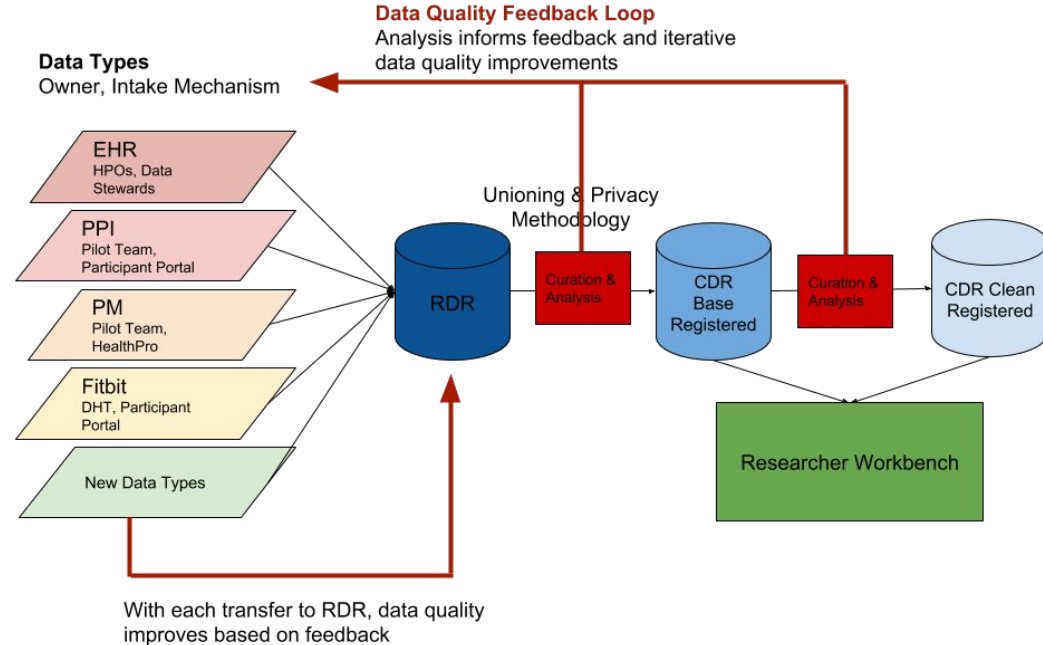 Data Quality Feedback Loop
Analysis informs feedback and iterative
data quality improvements
Data Types
Owner, Intake Mechanism
EHR
HPOs, Data
Stewards
PPI
Pilot Team,
Participant Portal
PM
Pilot Team,
HealthPro
Fitbit
DHT, Participant
Portal
New Data Types
RDR
Unioning & Privacy
Methodology
Curation &
Analysis
CDR
Base
Registered
Curation &
Analysis
CDR Clean
Registered
Researcher Workbench
With each transfer to RDR, data quality
improves based on feedback